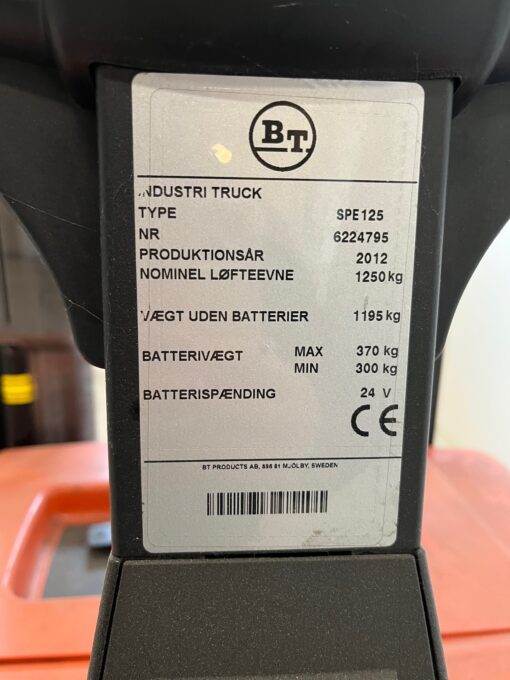 BT
INDUSTRI TRUCK
TYPE SPE125
NR 6224795
PRODUKTIONSÅR 2012
NOMINEL LØFTEEVNE 1250 kg
VÆGT UDEN BATTERIER 1195 kg
BATTERIVÆGT MAX 370 kg
MIN 300 kg
BATTERISPÆNDING 24 V
CE
BT PRODUCTS AB, 595 81 MJÖLBY, SWEDEN